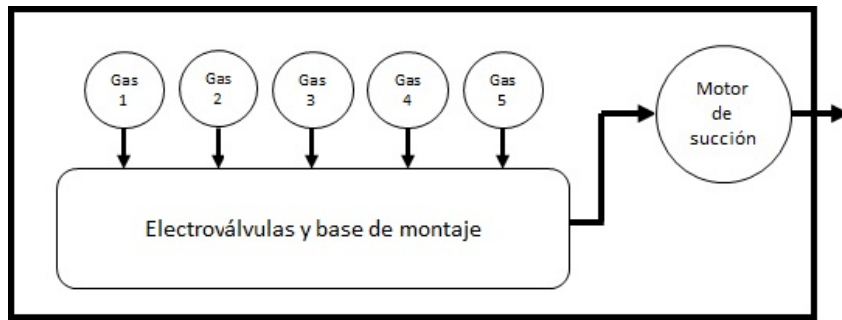 Gas
1
Gas
2
Gas
3
Gas
4
Gas
5
Motor
de
succión
Electroválvulas y base de montaje